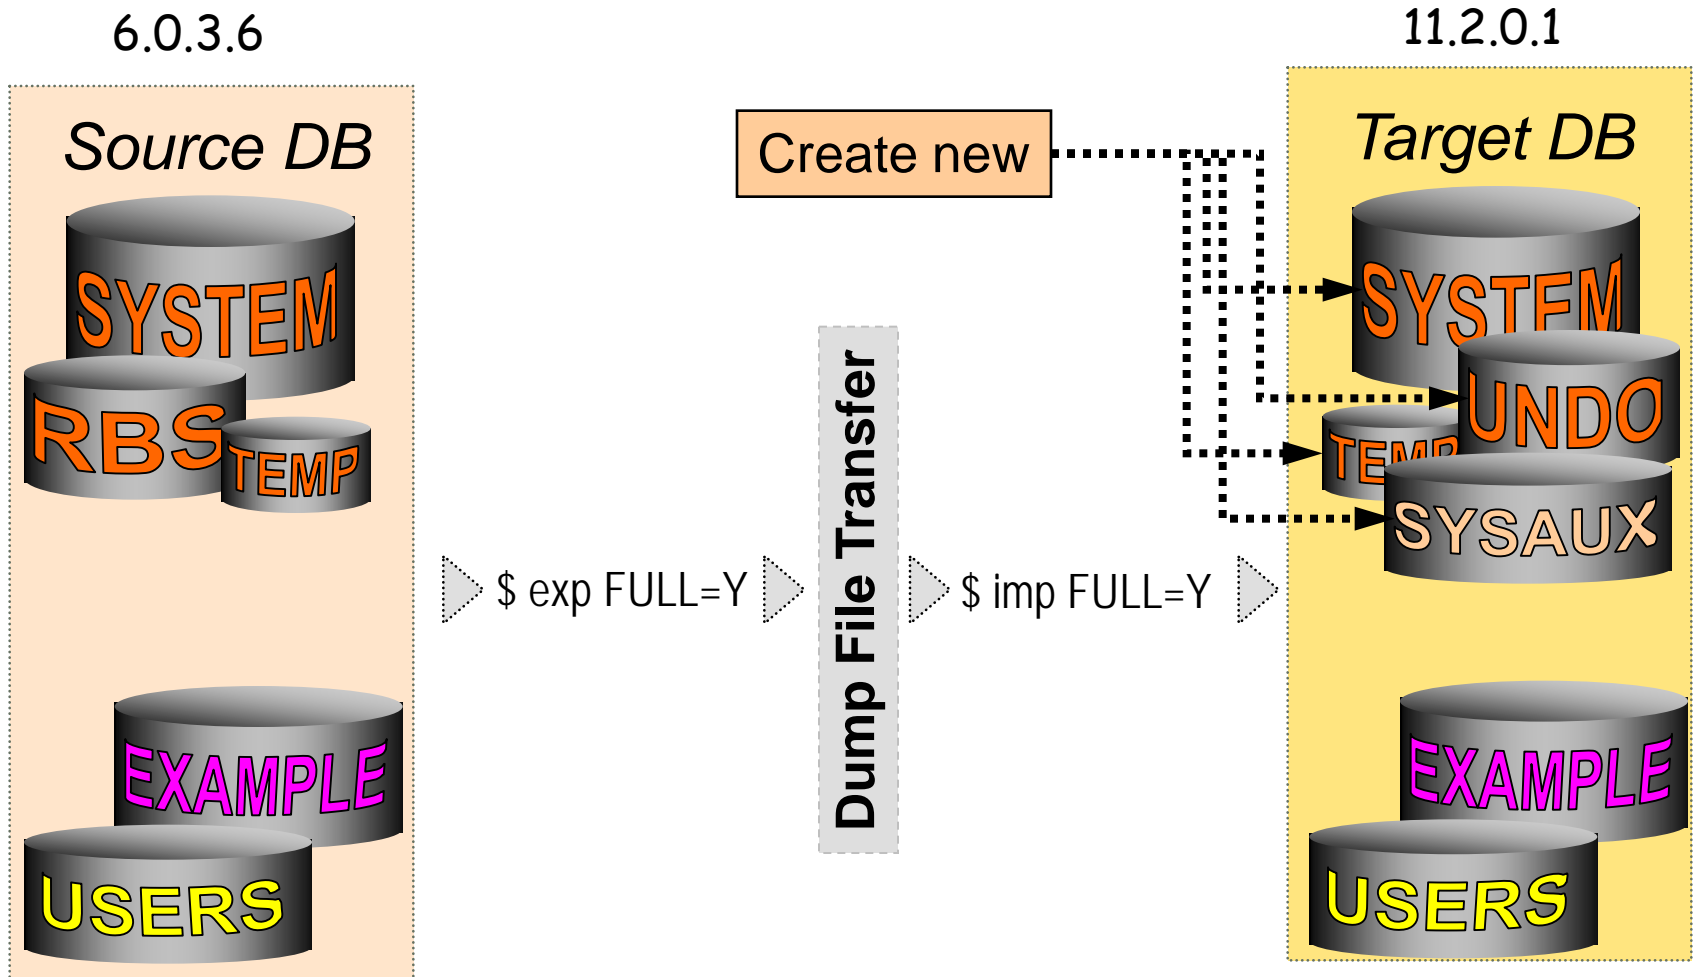 6.0.3.6
11.2.0.1
Source DB
Create new
Target DB
SYSTEM
RBS
TEMP
SYSTEM
UNDO
TEMP
SYSAUX
$ exp FULL=Y
Dump File Transfer
$ imp FULL=Y
EXAMPLE
USERS
EXAMPLE
USERS